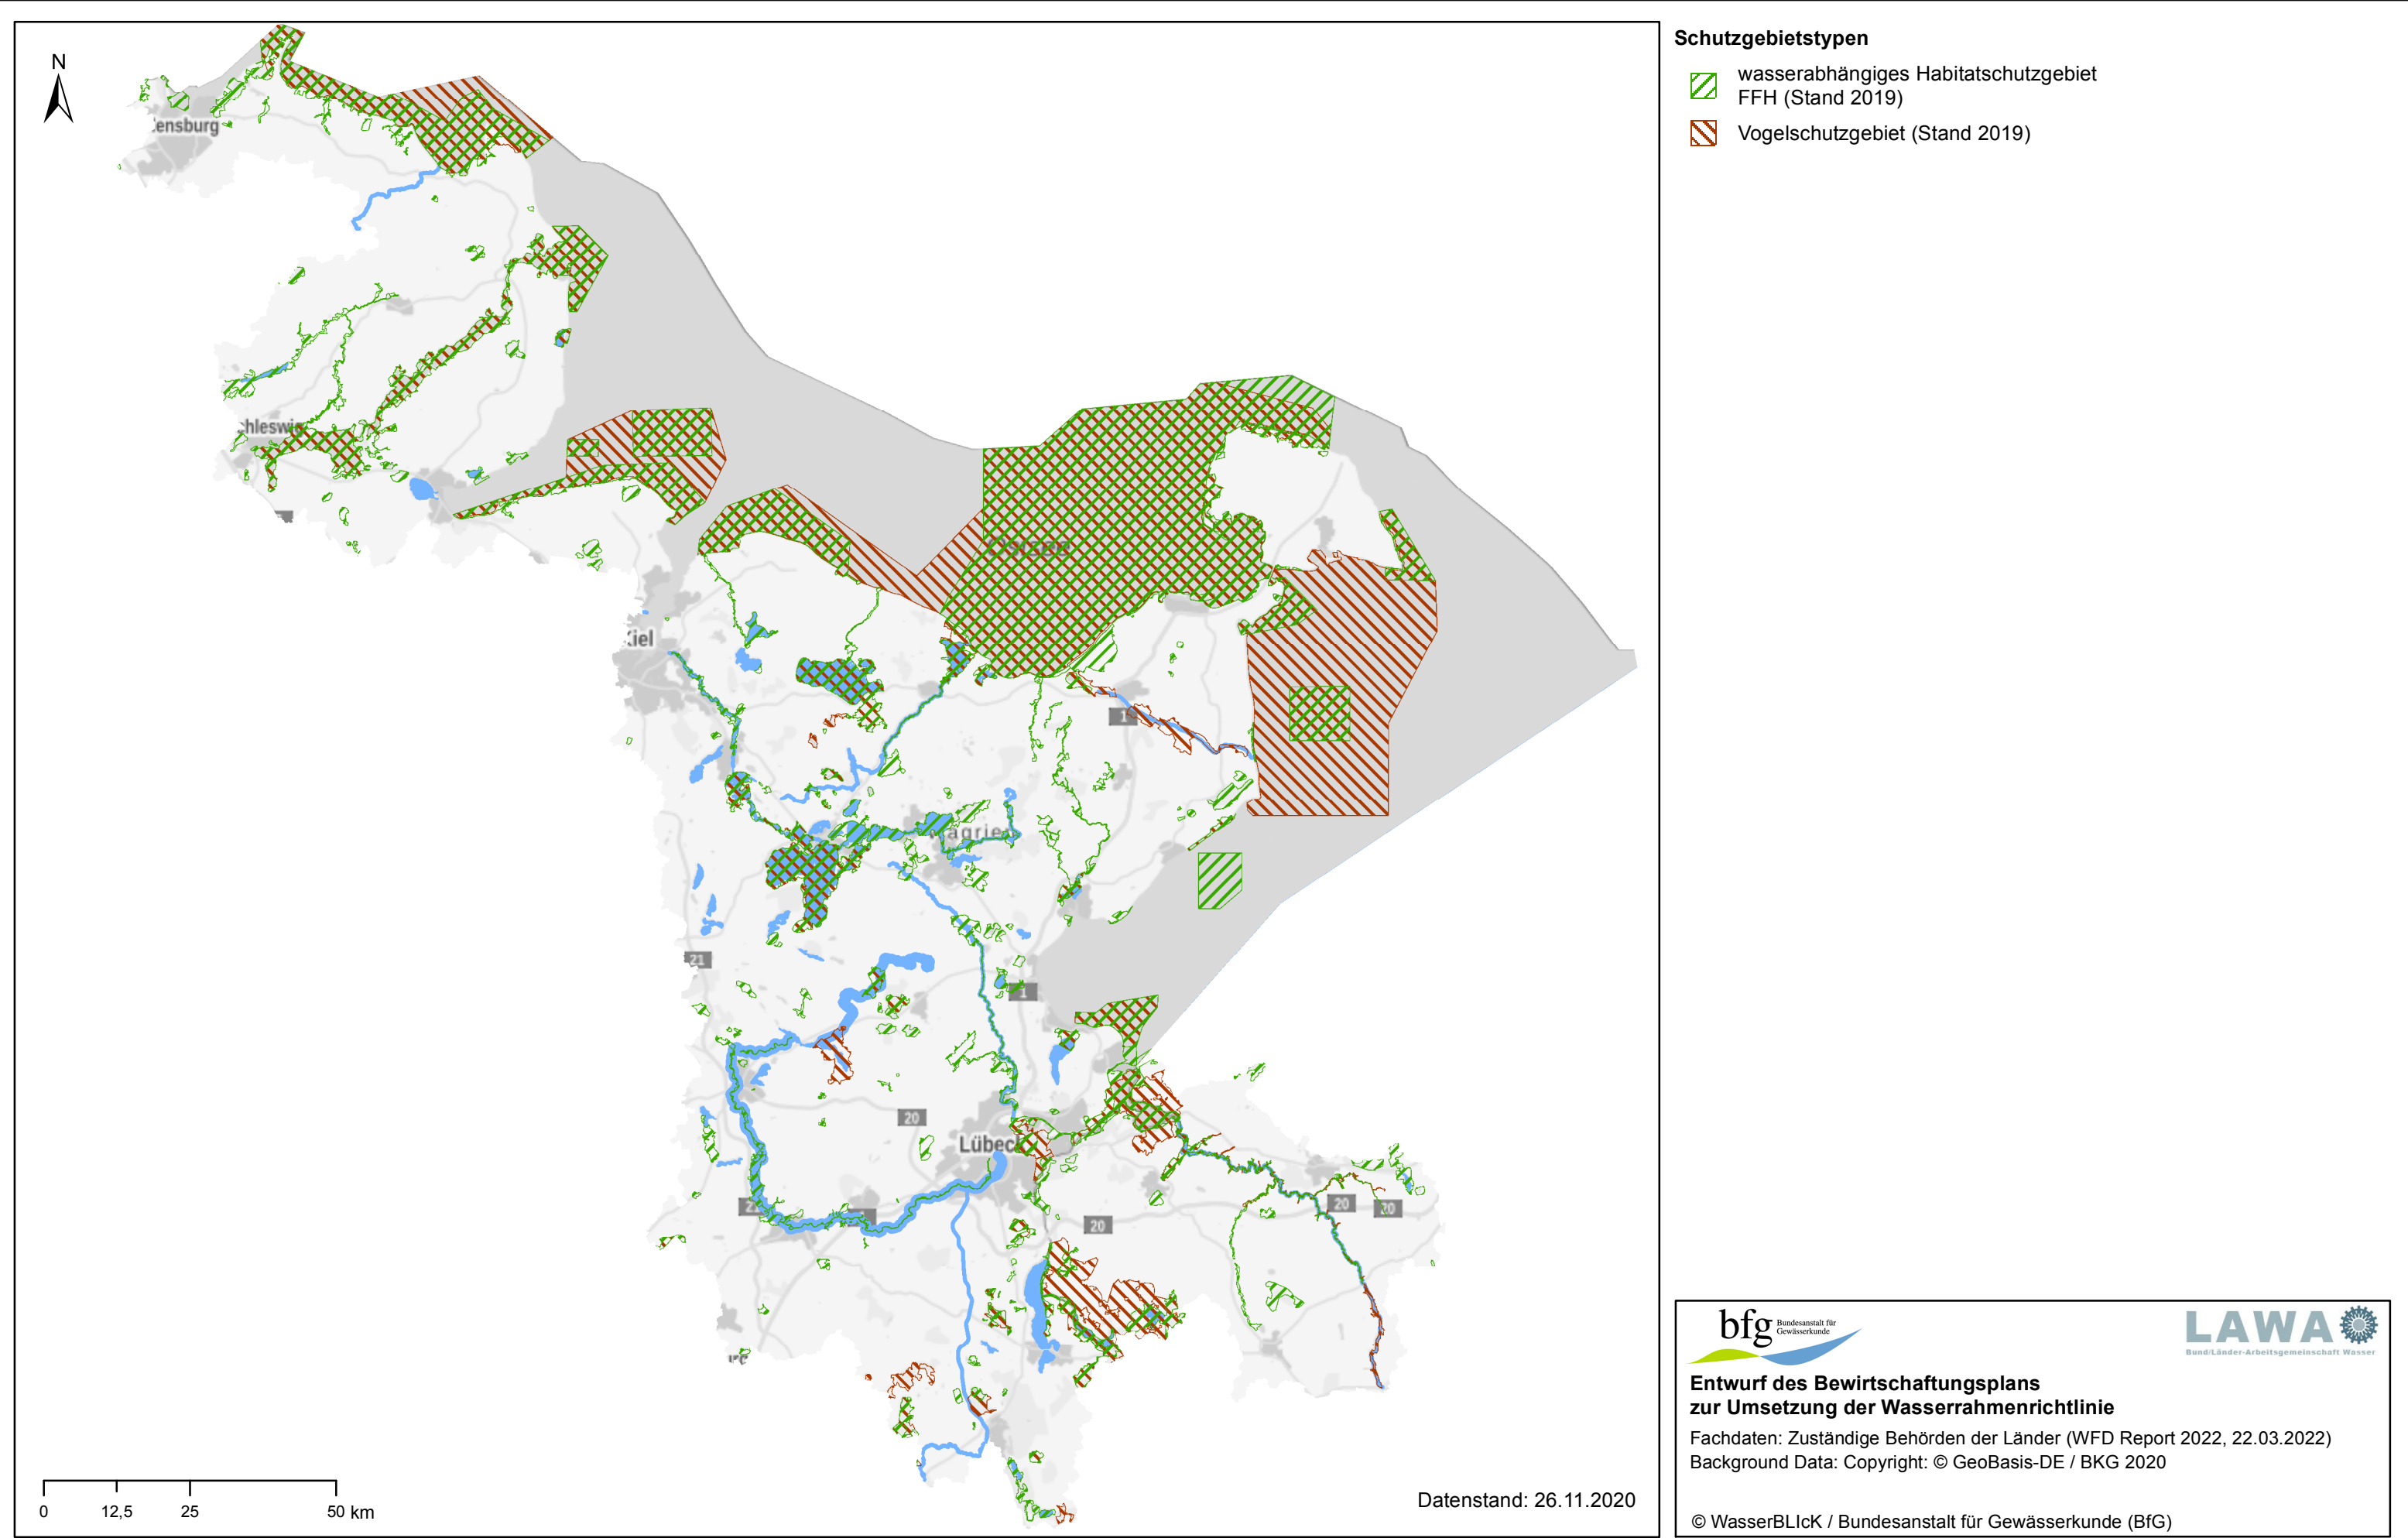 N
ensburg
hleswig
Ostsee
Kiel
1
agrien
21
1
20
Lübeck
20
20
20
0
12,5
25
50 km
Datenstand: 26.11.2020
Schutzgebietstypen
wasserabhängiges Habitatschutzgebiet
FFH (Stand 2019)
Vogelschutzgebiet (Stand 2019)
bfg
Bundesanstalt für
Gewässerkunde
LAWA
Bund/Länder-Arbeitsgemeinschaft Wasser
Entwurf des Bewirtschaftungsplans
zur Umsetzung der Wasserrahmenrichtlinie
Fachdaten: Zuständige Behörden der Länder (WFD Report 2022, 22.03.2022)
Background Data: Copyright: © GeoBasis-DE / BKG 2020
© WasserBLIcK / Bundesanstalt für Gewässerkunde (BfG)